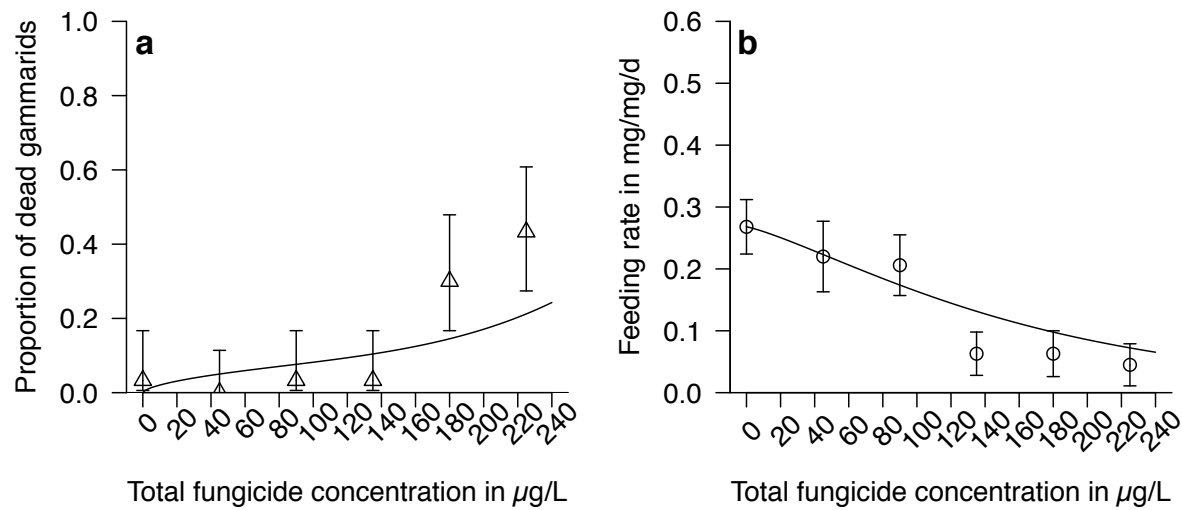 a
Proportion of dead gammarids
1.0
0.8
0.6
0.4
0.2
0.0
0 20 40 60 80 100 120 140 160 180 200 220 240
Total fungicide concentration in µg/L
b
Feeding rate in mg/mg/d
0.6
0.5
0.4
0.3
0.2
0.1
0.0
0 20 40 60 80 100 120 140 160 180 200 220 240
Total fungicide concentration in µg/L